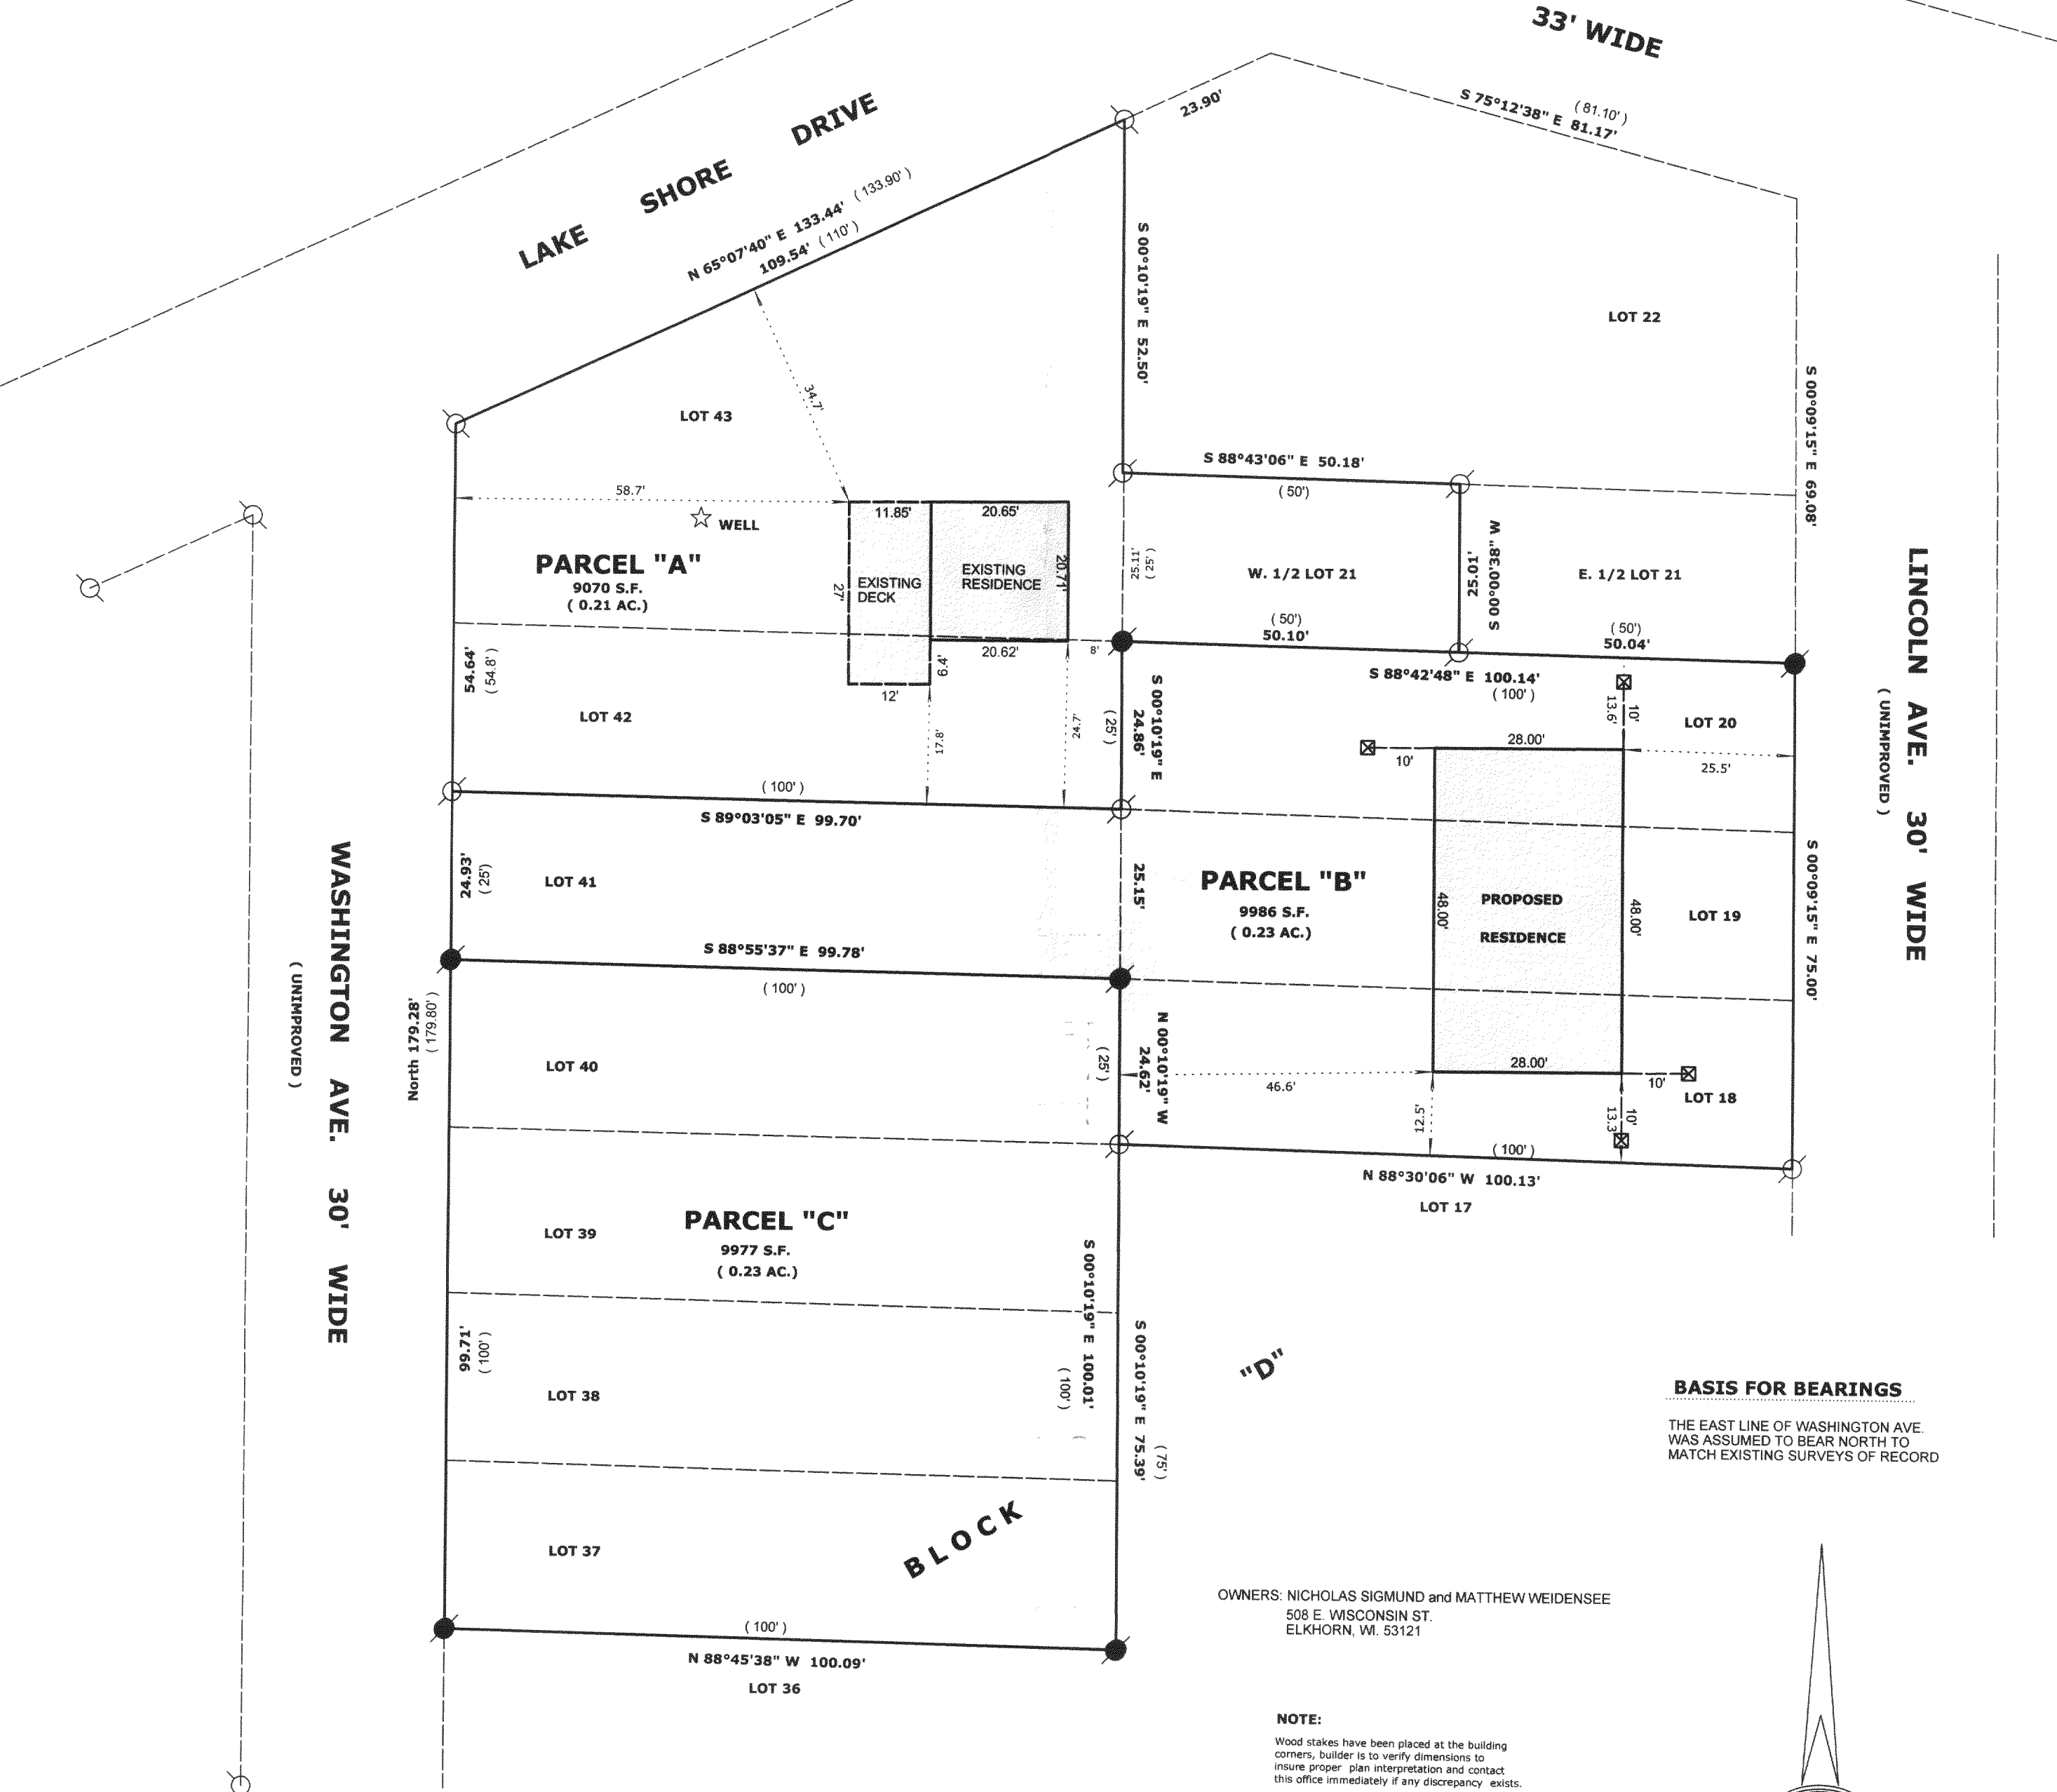 33' WIDE
LAKE SHORE DRIVE
23.90'
( 81.10' )
S 75°12'38" E 81.17'
N 65°07'40" E 133.44' ( 133.90' )
109.54' ( 110' )
S 00°10'19" E 52.50'
LOT 22
S 00°09'15" E 69.08'
LOT 43
34.7'
58.7'
WELL
11.85'
20.65'
S 88°43'06" E 50.18'
( 50' )
PARCEL "A"
9070 S.F.
( 0.21 AC.)
27'
EXISTING
DECK
EXISTING
RESIDENCE
20.71'
25.11'
( 25' )
W. 1/2 LOT 21
25.01'
S 00°00'38" W
E. 1/2 LOT 21
( 50' )
50.10'
( 50' )
50.04'
54.64'
( 54.8' )
20.62'
8'
6.4'
12'
LOT 42
17.8'
24.7'
( 25' )
24.86'
S 00°10'19" E
S 88°42'48" E 100.14'
( 100' )
13.6'
10'
LOT 20
28.00'
10'
25.5'
LINCOLN AVE. 30' WIDE
( UNIMPROVED )
( 100' )
S 89°03'05" E 99.70'
24.93'
( 25')
LOT 41
25.15'
PARCEL "B"
9986 S.F.
( 0.23 AC.)
48.00'
PROPOSED
RESIDENCE
48.00'
LOT 19
S 00°09'15" E 75.00'
WASHINGTON AVE. 30' WIDE
( UNIMPROVED )
S 88°55'37" E 99.78'
( 100' )
North 179.28'
( 179.80' )
LOT 40
( 25' )
24.62'
N 00°10'19" W
46.6'
28.00'
10'
LOT 18
12.5'
13.3'
10'
( 100' )
N 88°30'06" W 100.13'
LOT 17
LOT 39
PARCEL "C"
9977 S.F.
( 0.23 AC.)
S 00°10'19" E 100.01'
( 100' )
S 00°10'19" E 75.39'
( 75' )
99.71'
( 100' )
LOT 38
"D"
BASIS FOR BEARINGS
THE EAST LINE OF WASHINGTON AVE.
WAS ASSUMED TO BEAR NORTH TO
MATCH EXISTING SURVEYS OF RECORD
LOT 37
BLOCK
OWNERS: NICHOLAS SIGMUND and MATTHEW WEIDENSEE
508 E. WISCONSIN ST.
ELKHORN, WI. 53121
( 100' )
N 88°45'38" W 100.09'
LOT 36
NOTE:
Wood stakes have been placed at the building
corners, builder is to verify dimensions to
insure proper plan interpretation and contact
this office immediately if any discrepancy exists.